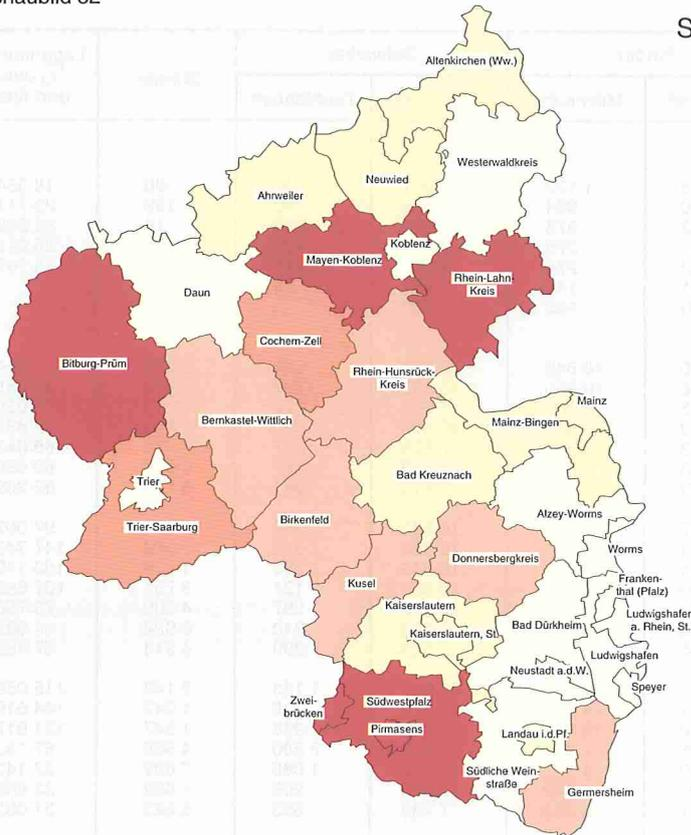 S
Altenkirchen (Ww.)
Westerwaldkreis
Neuwied
Ahrweiler
Koblenz
Mayen-Koblenz
Rhein-Lahn-
Kreis
Daun
Cochem-Zell
Bitburg-Prüm
Rhein-Hunsrück-
Kreis
Mainz
Mainz-Bingen
Bernkastel-Wittlich
Bad Kreuznach
Trier
Alzey-Worms
Birkenfeld
Trier-Saarburg
Worms
Donnersbergkreis
Kusel
Franken-
thal (Pfalz)
Kaiserslautern
Ludwigshafen
a. Rhein, St.
Bad Dürkheim
Kaiserslautern, St.
Ludwigshafen
Neustadt a.d.W.
Speyer
Zwei-
brücken
Südwestpfalz
Pirmasens
Landau i.d.Pf.
Südliche Wein-
straße
Germersheim